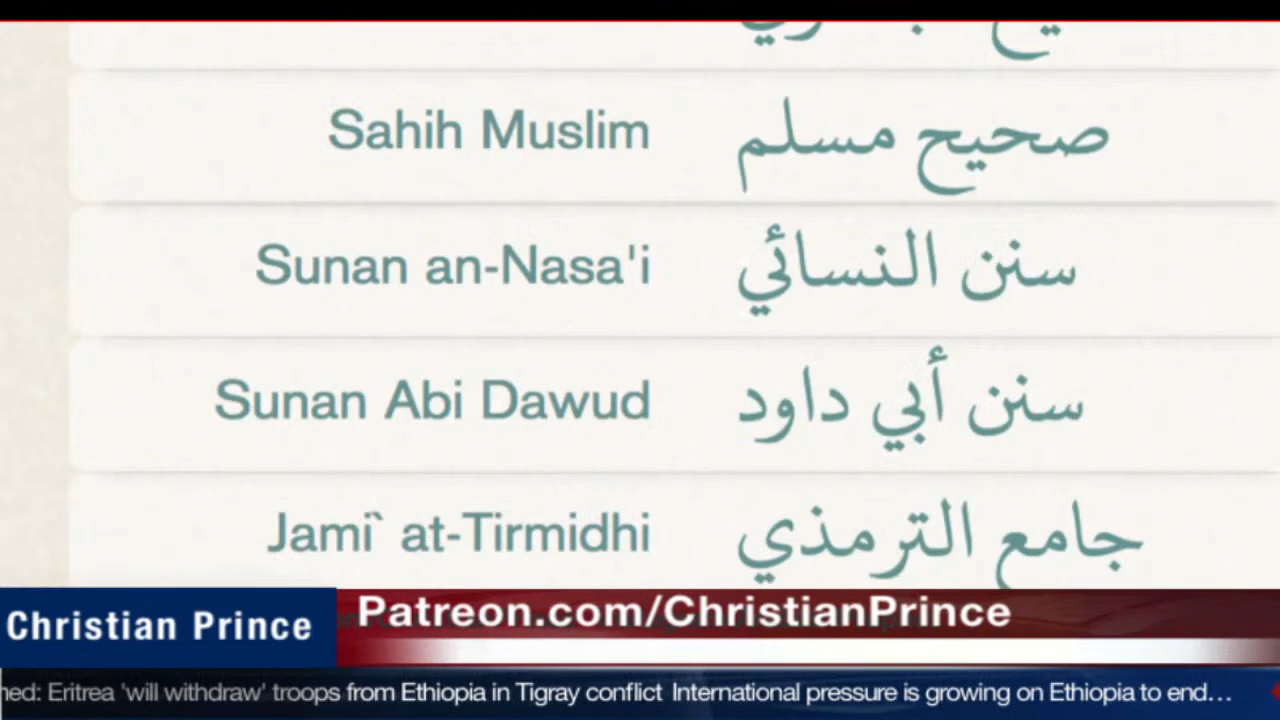 Sahih Muslim صحيح مسلم
Sunan an-Nasa'i سنن النسائي
Sunan Abi Dawud سنن أبي داود
Jami` at-Tirmidhi جامع الترمذي
Christian Prince
Patreon.com/ChristianPrince
ned: Eritrea 'will withdraw' troops from Ethiopia in Tigray conflict International pressure is growing on Ethiopia to end…